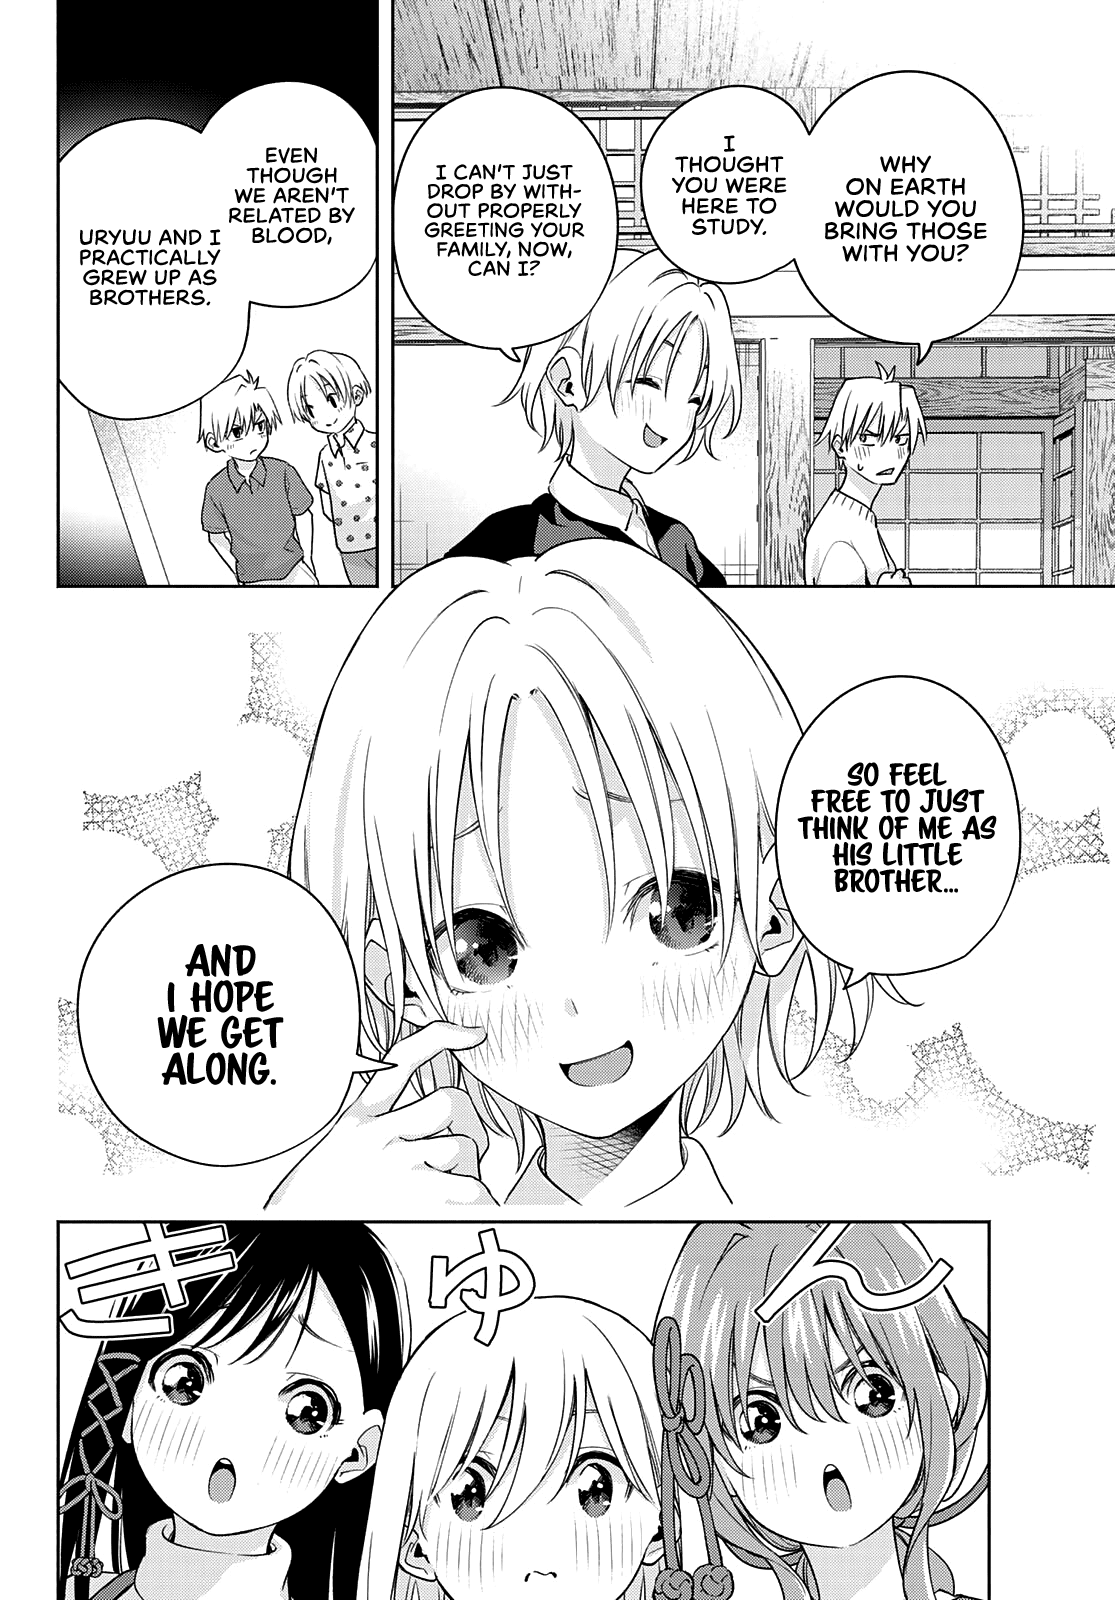 WHY
ON EARTH
WOULD YOU
BRING THOSE
WITH YOU?
I
THOUGHT
YOU WERE
HERE TO
STUDY.
I CAN'T JUST
DROP BY WITH-
OUT PROPERLY
GREETING YOUR
FAMILY, NOW,
CAN I?
EVEN
THOUGH
WE AREN'T
RELATED BY
BLOOD,
URYUU AND I
PRACTICALLY
GREW UP AS
BROTHERS.
SO FEEL
FREE TO JUST
THINK OF ME AS
HIS LITTLE
BROTHER...
AND
I HOPE
WE GET
ALONG.
きゅん